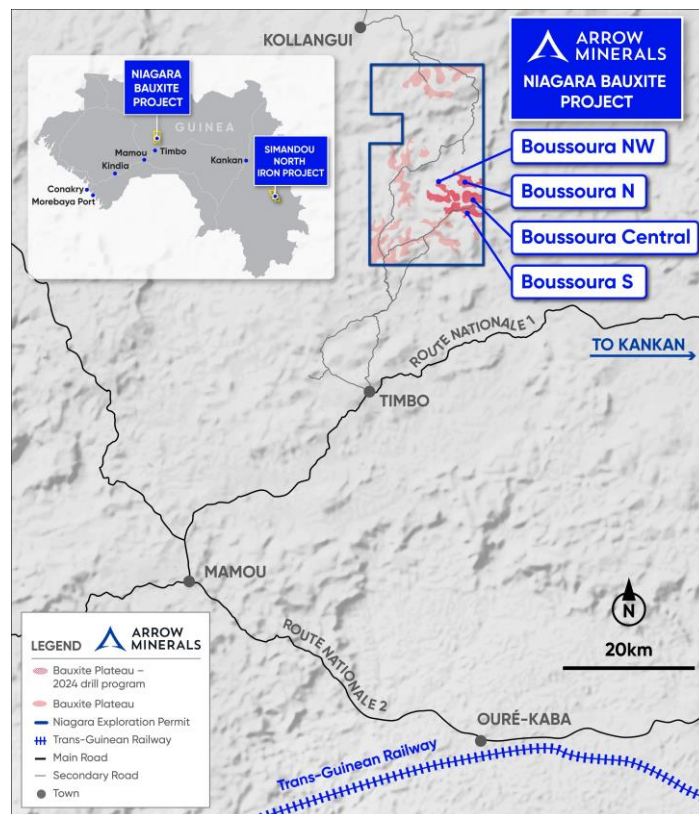 KOLLANGUI
ARROW
MINERALS
NIAGARA BAUXITE
PROJECT
NIAGARA
BAUXITE
PROJECT
GUINEA
SIMANDOU
NORTH
IRON PROJECT
Mamou
Timbo
Kindia
Kankan
Conakry
Morebaya Port
Boussoura NW
Boussoura N
Boussoura Central
Boussoura S
ROUTE NATIONALE 1
TO KANKAN
TIMBO
MAMOU
N
20km
ROUTE NATIONALE 2
OURÉ-KABA
Trans-Guinean Railway
LEGEND
ARROW
MINERALS
Bauxite Plateau –
2024 drill program
Bauxite Plateau
Niagara Exploration Permit
Trans-Guinean Railway
Main Road
Secondary Road
Town